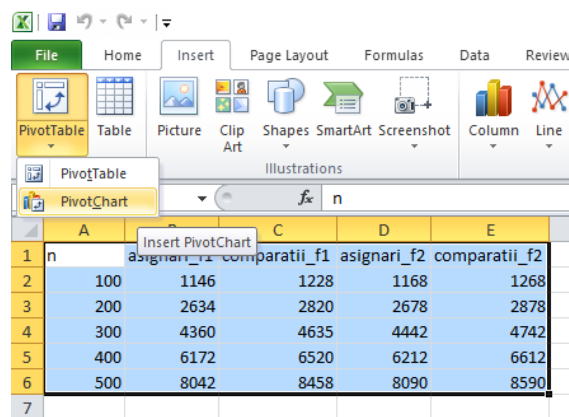 File Home Insert Page Layout Formulas Data Review
PivotTable Table Picture Clip Art Shapes SmartArt Screenshot Column Line
Illustrations
PivotTable
PivotChart
fx n
Insert PivotChart
A C D E
1 n asignari_f1 comparatii_f1 asignari_f2 comparatii_f2
2 100 1146 1228 1168 1268
3 200 2634 2820 2678 2878
4 300 4360 4635 4442 4742
5 400 6172 6520 6212 6612
6 500 8042 8458 8090 8590
7